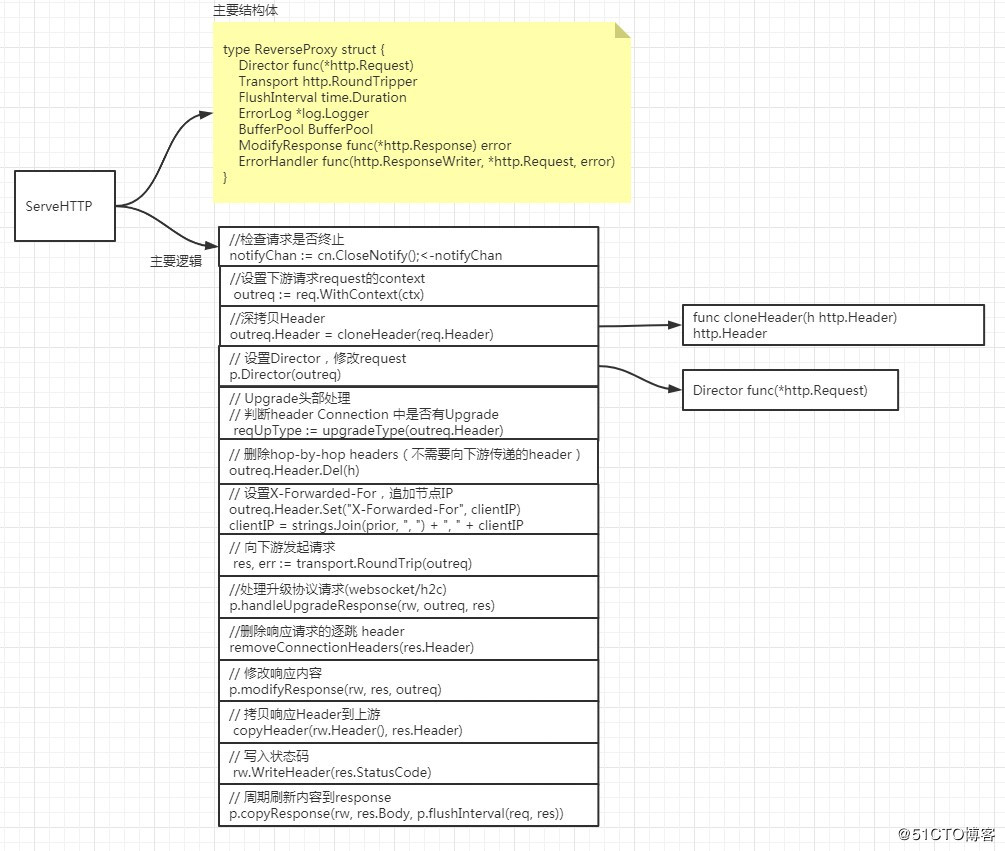 主要结构体
type ReverseProxy struct {
Director func(*http.Request)
Transport http.RoundTripper
FlushInterval time.Duration
ErrorLog *log.Logger
BufferPool BufferPool
ModifyResponse func(*http.Response) error
ErrorHandler func(http.ResponseWriter, *http.Request, error)
}
ServeHTTP
主要逻辑
//检查请求是否终止
notifyChan := cn.CloseNotify();<-notifyChan
//设置下游请求request的context
outreq := req.WithContext(ctx)
//深拷贝Header
outreq.Header = cloneHeader(req.Header)
func cloneHeader(h http.Header)
http.Header
// 设置Director，修改request
p.Director(outreq)
Director func(*http.Request)
// Upgrade头部处理
// 判断header Connection 中是否有Upgrade
reqUpType := upgradeType(outreq.Header)
// 删除hop-by-hop headers（不需要向下游传递的header）
outreq.Header.Del(h)
// 设置X-Forwarded-For，追加节点IP
outreq.Header.Set("X-Forwarded-For", clientIP)
clientIP = strings.Join(prior, ", ") + ", " + clientIP
// 向下游发起请求
res, err := transport.RoundTrip(outreq)
//处理升级协议请求(websocket/h2c)
p.handleUpgradeResponse(rw, outreq, res)
//删除响应请求的逐跳 header
removeConnectionHeaders(res.Header)
// 修改响应内容
p.modifyResponse(rw, res, outreq)
// 拷贝响应Header到上游
copyHeader(rw.Header(), res.Header)
// 写入状态码
rw.WriteHeader(res.StatusCode)
// 周期刷新内容到response
p.copyResponse(rw, res.Body, p.flushInterval(req, res))
@51CTO博客